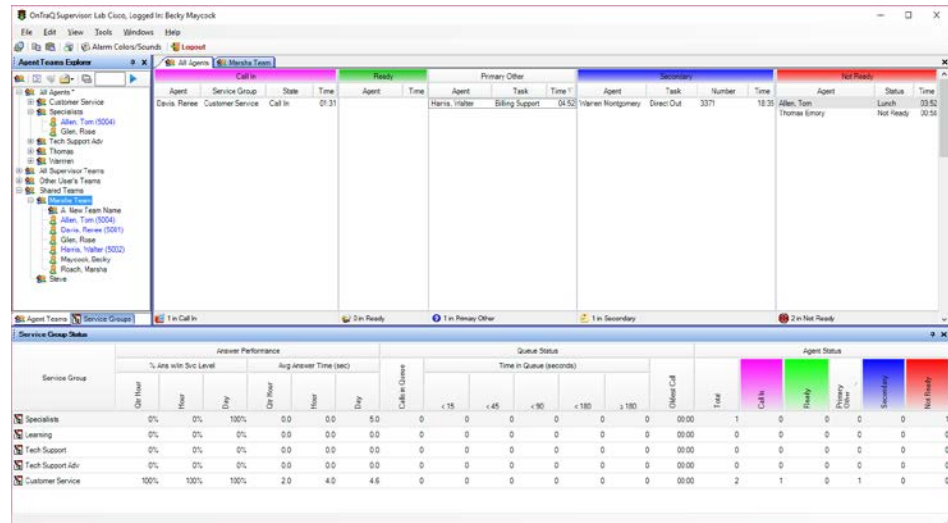 OnTraQ Supervisor: Lab Cisco, Logged In: Becky Maycock
File Edit View Tools Windows Help
Alarm Colors/Sounds Logout
Agent Teams Explorer
All Agents Marsha Team
Call In Ready Primary Other Secondary Not Ready
Agent Service Group State Time Agent Time Agent Task Time Agent Task Number Time Agent Status Time
Davis, Renee Customer Service Call In 01:31 Harris, Walter Billing Support 04:52 Warren Montgomery Direct Out 3371 18:35 Allen, Tom Lunch 03:52
Thomas Emory Not Ready 00:56
All Agents *
Customer Service
Specialists
Allen, Tom (5004)
Glen, Rose
Tech Support Adv
Thomas
Warren
All Supervisor Teams
Other User's Teams
Shared Teams
Marsha Team
A New Team Name
Allen, Tom (5004)
Davis, Renee (5001)
Glen, Rose
Harris, Walter (5002)
Maycock, Becky
Roach, Marsha
Steve
Agent Teams Service Groups
1 in Call In 0 in Ready 1 in Primary Other 1 in Secondary 2 in Not Ready
Service Group Status
Answer Performance Queue Status Agent Status
% Ans w/in Svc Level Avg Answer Time (sec) Time in Queue (seconds)
Service Group Qtr Hour Hour Day Qtr Hour Hour Day Calls in Queue < 15 < 45 < 90 < 180 ≥ 180 Oldest Call Total Call In Ready Primary Other Secondary Not Ready
Specialists 0% 0% 100% 0.0 0.0 5.0 0 0 0 0 0 0 00:00 1 0 0 0 0 1
Learning 0% 0% 0% 0.0 0.0 0.0 0 0 0 0 0 0 00:00 0 0 0 0 0 0
Tech Support 0% 0% 0% 0.0 0.0 0.0 0 0 0 0 0 0 00:00 0 0 0 0 0 0
Tech Support Adv 0% 0% 0% 0.0 0.0 0.0 0 0 0 0 0 0 00:00 0 0 0 0 0 0
Customer Service 100% 100% 100% 2.0 4.0 4.6 0 0 0 0 0 0 00:00 2 1 0 1 0 0